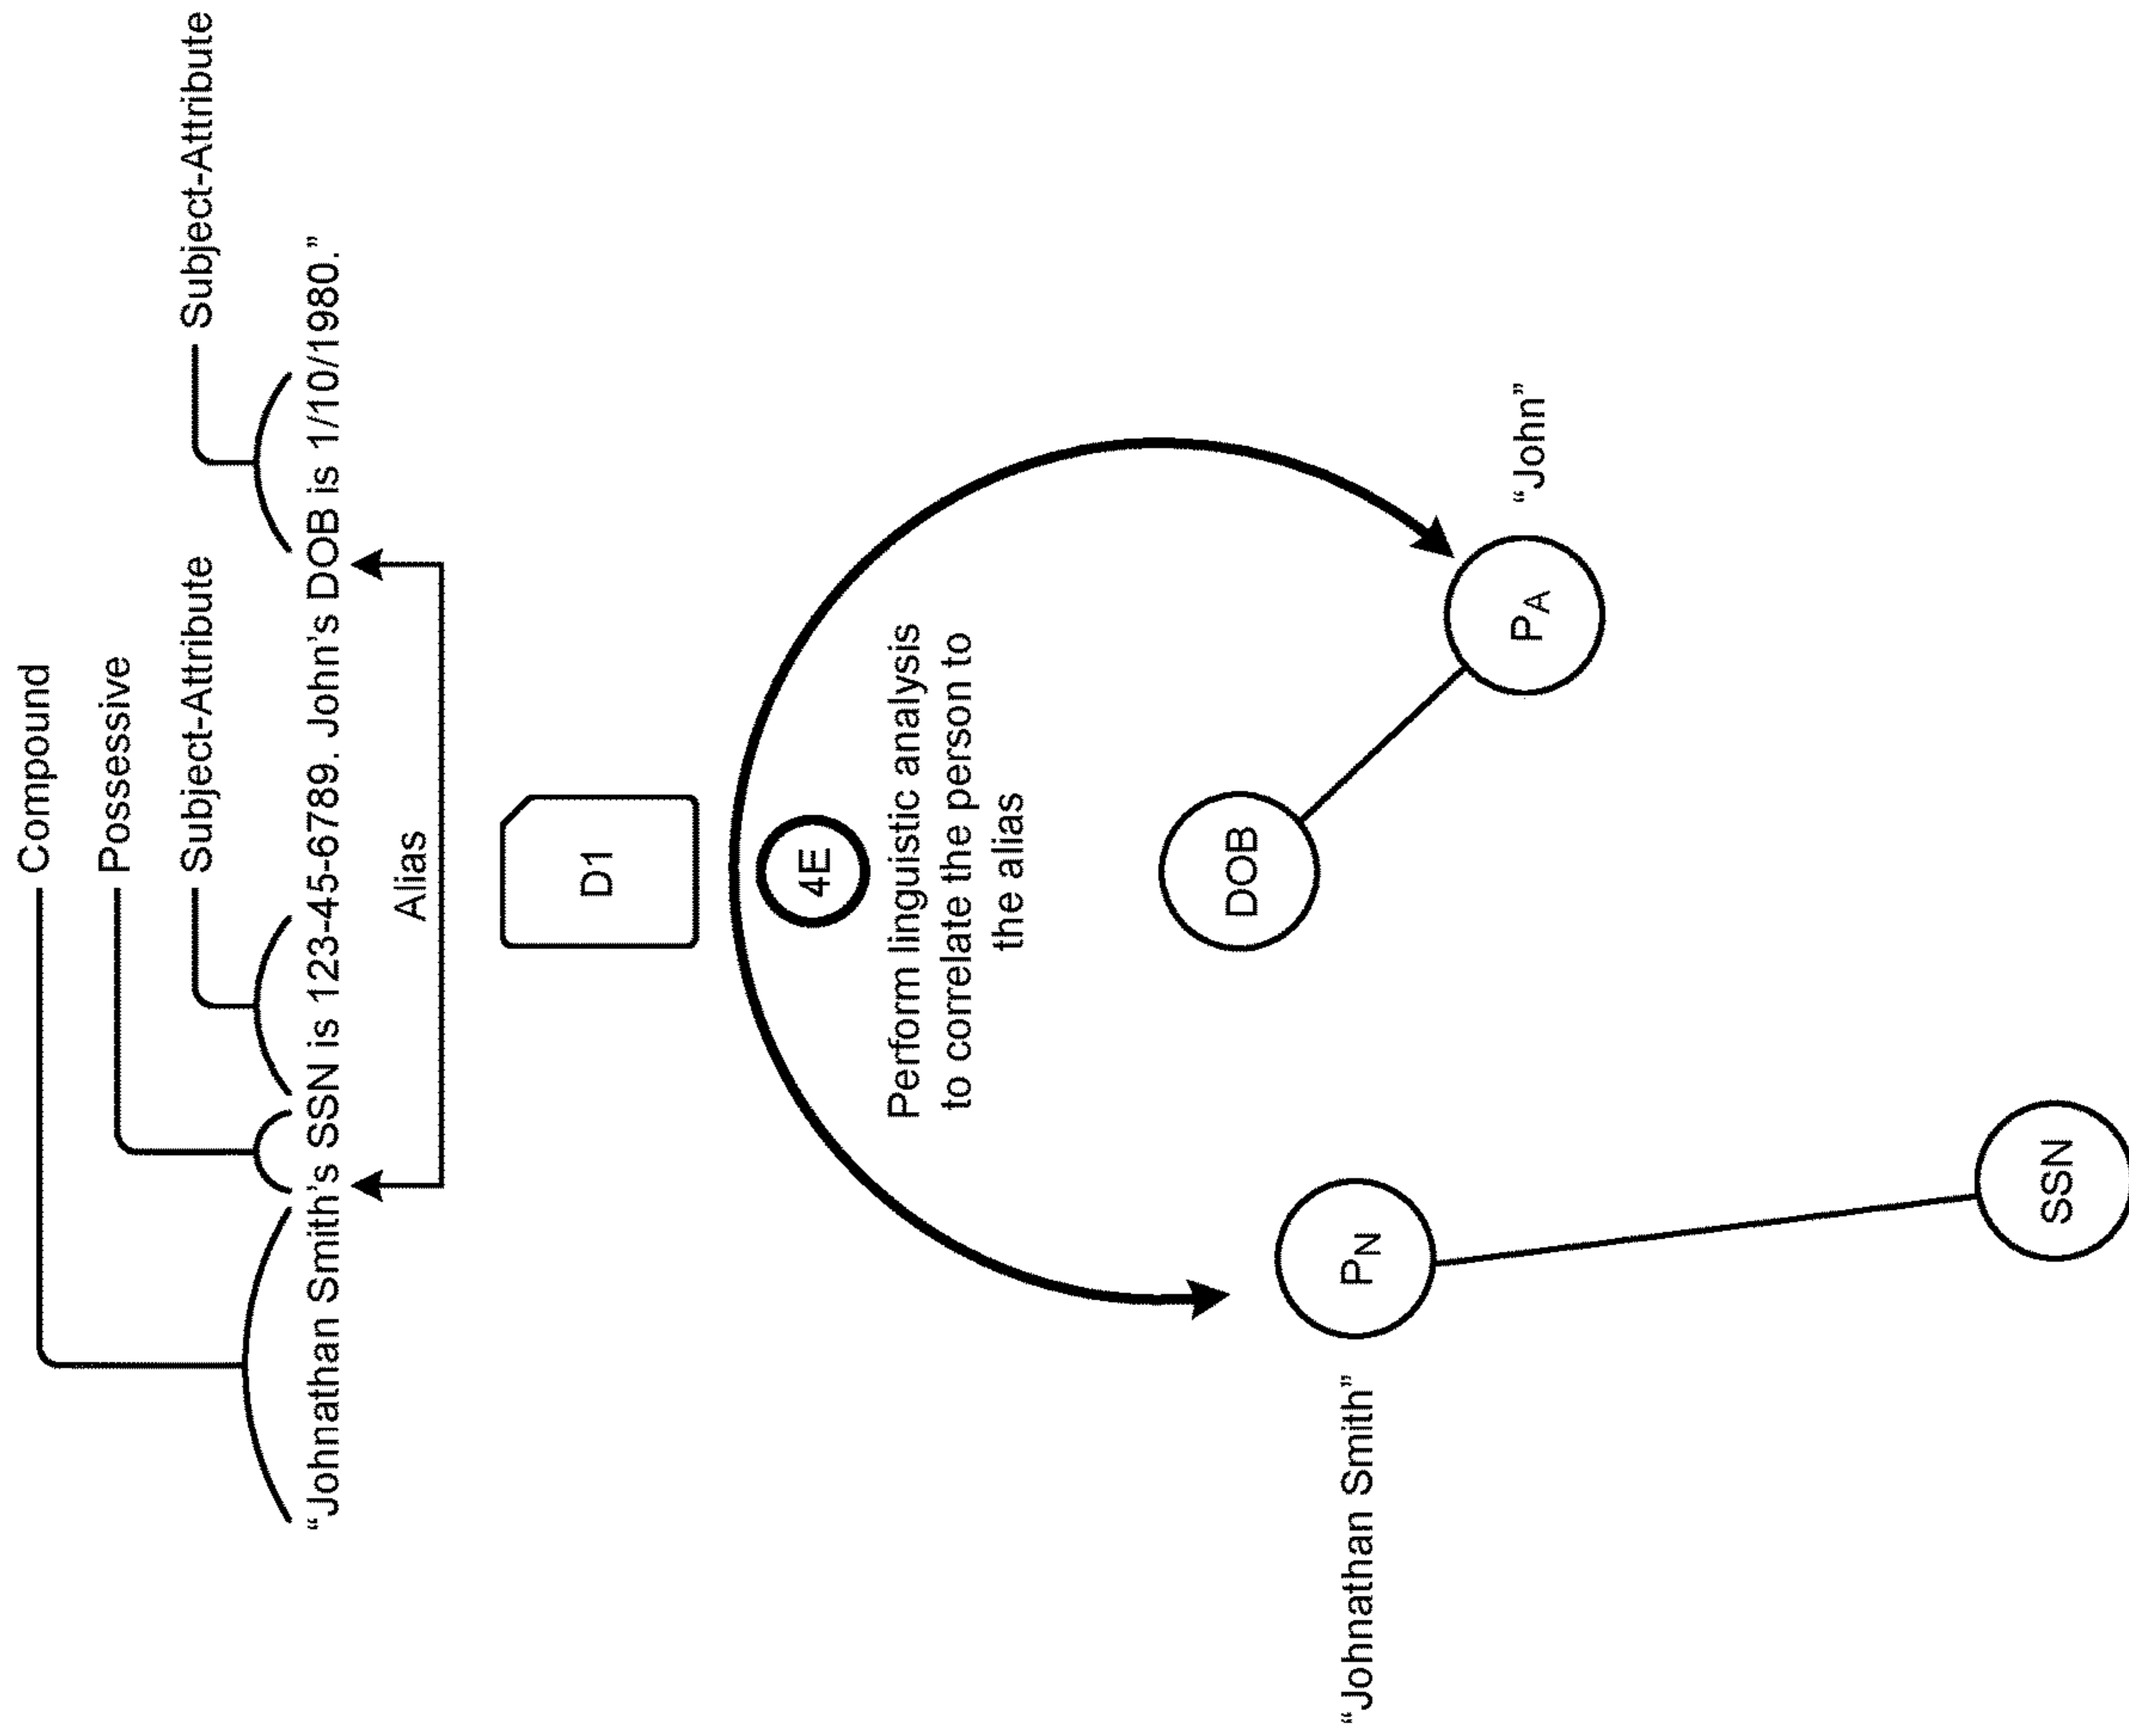 Compound
Possessive
Subject-Attribute
Subject-Attribute
“Johnathan Smith’s SSN is 123-45-6789. John’s DOB is 1/10/1980.”
Alias
D1
4E
Perform linguistic analysis
to correlate the person to
the alias
DOB
“Johnathan Smith”
PN
PA
“John”
SSN